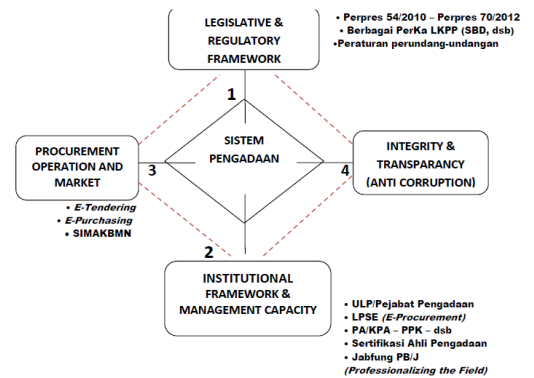 LEGISLATIVE &
REGULATORY
FRAMEWORK
• Perpres 54/2010 – Perpres 70/2012
• Berbagai PerKa LKPP (SBD, dsb)
•Peraturan perundang-undangan
1
SISTEM
PENGADAAN
PROCUREMENT
OPERATION AND
MARKET
3
4
INTEGRITY &
TRANSPARANCY
(ANTI CORRUPTION)
• E-Tendering
• E-Purchasing
• SIMAKBMN
2
INSTITUTIONAL
FRAMEWORK &
MANAGEMENT CAPACITY
• ULP/Pejabat Pengadaan
• LPSE (E-Procurement)
• PA/KPA – PPK – dsb
• Sertifikasi Ahli Pengadaan
• Jabfung PB/J
(Professionalizing the Field)